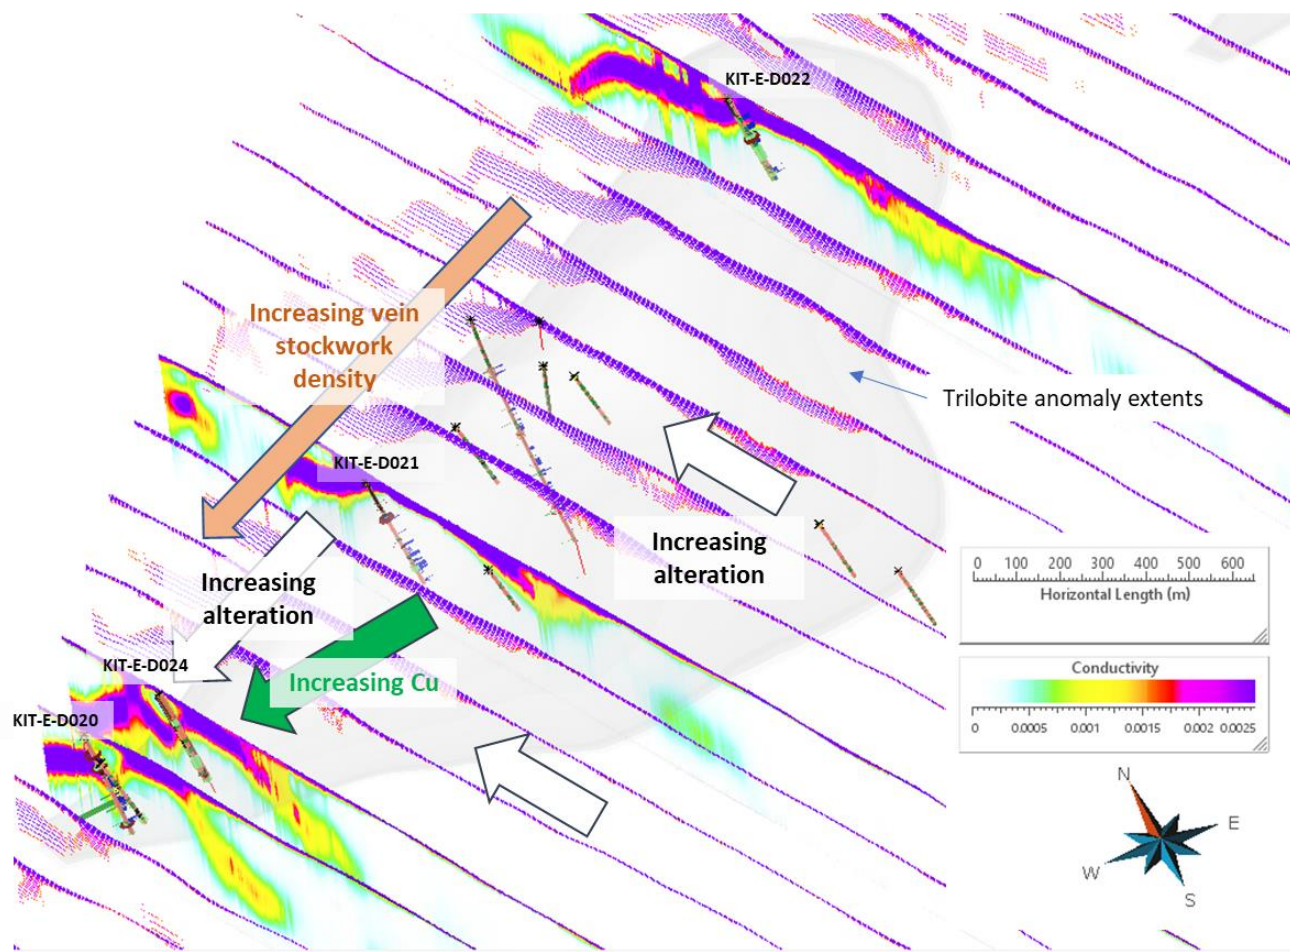 KIT-E-D022
Increasing vein
stockwork
density
Trilobite anomaly extents
KIT-E-D021
Increasing
alteration
Increasing
alteration
0 100 200 300 400 500 600
Horizontal Length (m)
KIT-E-D024
Increasing Cu
KIT-E-D020
Conductivity
0 0.0005 0.001 0.0015 0.002 0.0025
N
E
W
S